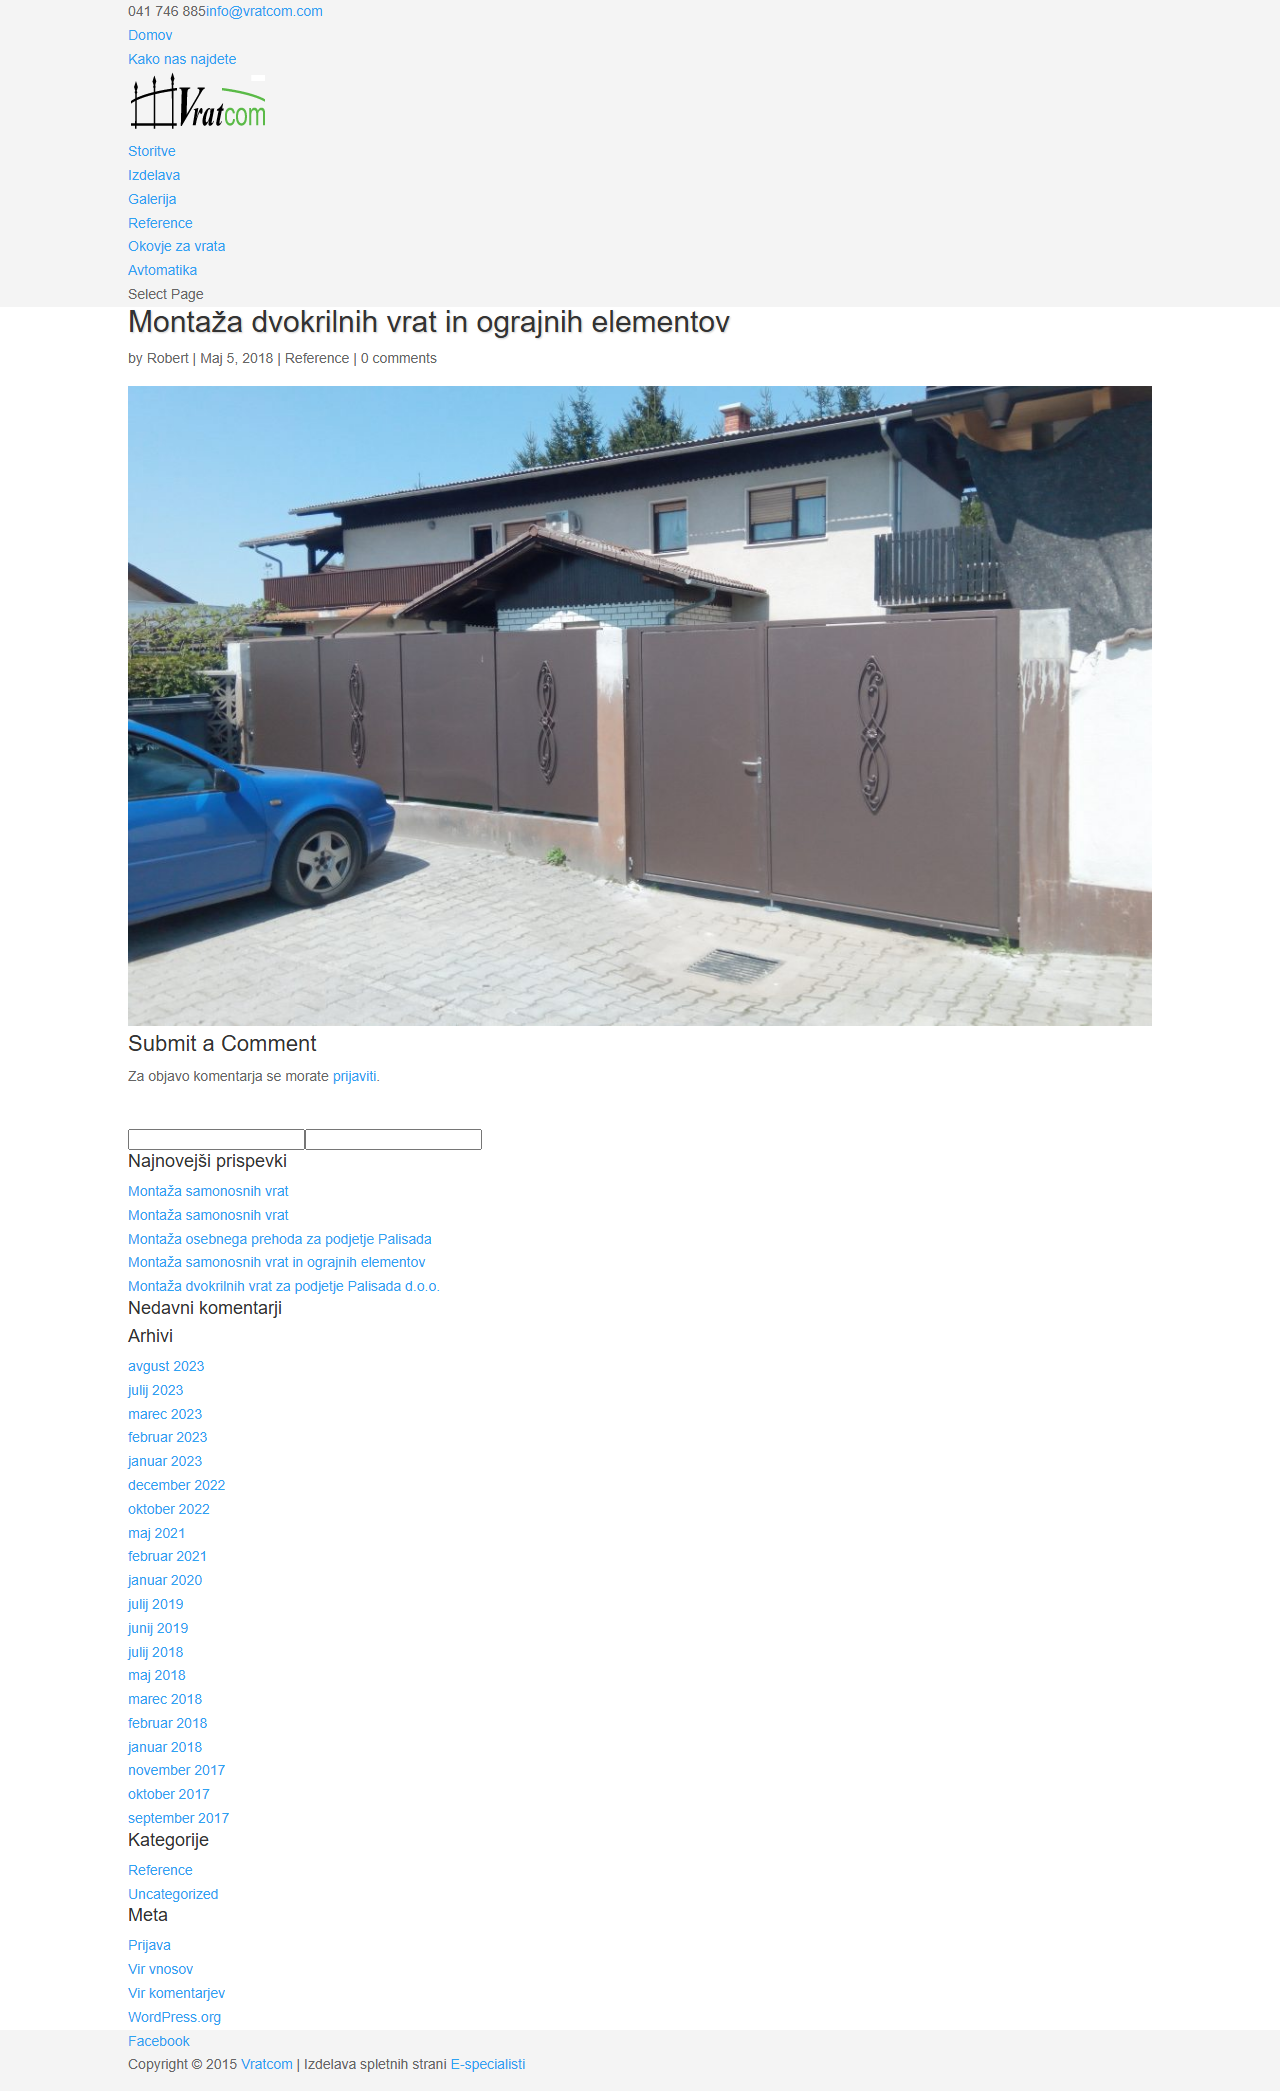 041 746 885info@vratcom.com
Domov
Kako nas najdete
Vratcom
Storitve
Izdelava
Galerija
Reference
Okovje za vrata
Avtomatika
Select Page
Montaža dvokrilnih vrat in ograjnih elementov
by Robert | Maj 5, 2018 | Reference | 0 comments
Submit a Comment
Za objavo komentarja se morate prijaviti.
Najnovejši prispevki
Montaža samonosnih vrat
Montaža samonosnih vrat
Montaža osebnega prehoda za podjetje Palisada
Montaža samonosnih vrat in ograjnih elementov
Montaža dvokrilnih vrat za podjetje Palisada d.o.o.
Nedavni komentarji
Arhivi
avgust 2023
julij 2023
marec 2023
februar 2023
januar 2023
december 2022
oktober 2022
maj 2021
februar 2021
januar 2020
julij 2019
junij 2019
julij 2018
maj 2018
marec 2018
februar 2018
januar 2018
november 2017
oktober 2017
september 2017
Kategorije
Reference
Uncategorized
Meta
Prijava
Vir vnosov
Vir komentarjev
WordPress.org
Facebook
Copyright © 2015 Vratcom | Izdelava spletnih strani E-specialisti